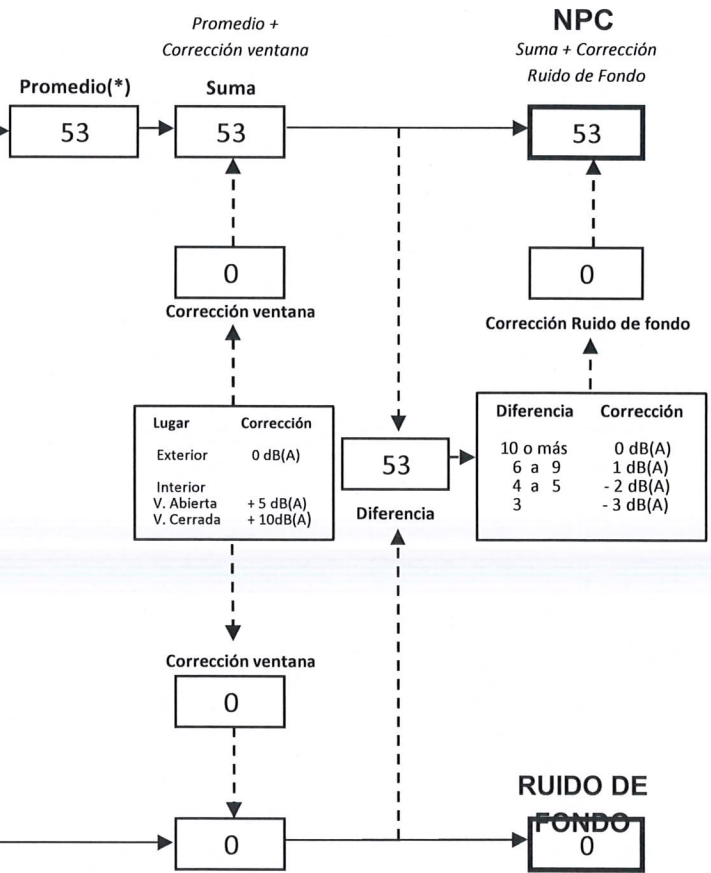 Promedio +
Corrección ventana
NPC
Suma + Corrección
Ruido de Fondo
Promedio(*)
Suma
53
53
53
0
0
Corrección ventana
Corrección Ruido de fondo
Lugar Corrección
Exterior 0 dB(A)
Interior
V. Abierta + 5 dB(A)
V. Cerrada + 10dB(A)
53
Diferencia
Diferencia Corrección
10 o más 0 dB(A)
6 a 9 1 dB(A)
4 a 5 - 2 dB(A)
3 - 3 dB(A)
Corrección ventana
0
RUIDO DE
FONDO
0
0